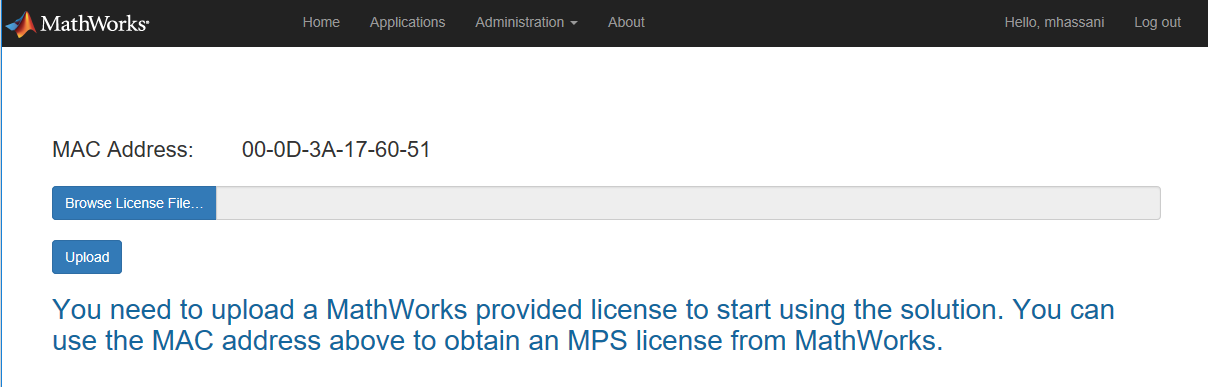 MathWorks®
Home Applications Administration About Hello, mhassani Log out
MAC Address: 00-0D-3A-17-60-51
Browse License File...
Upload
You need to upload a MathWorks provided license to start using the solution. You can
use the MAC address above to obtain an MPS license from MathWorks.